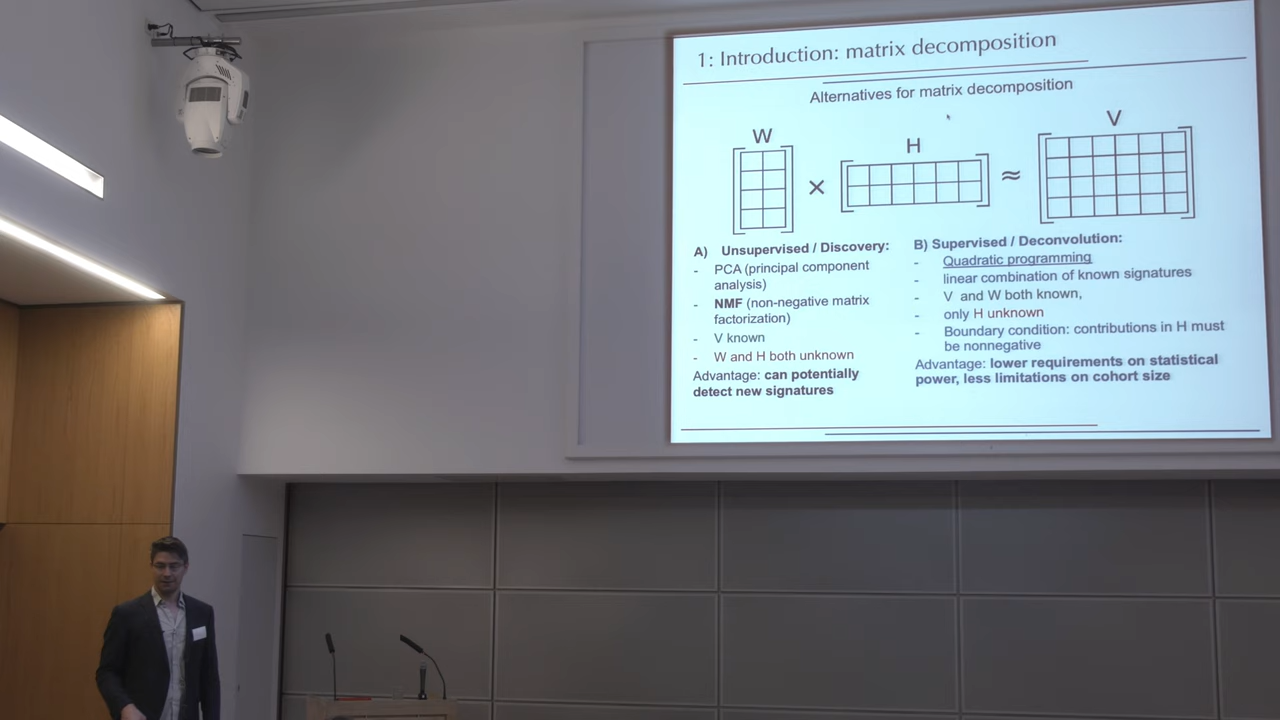 1: Introduction: matrix decomposition
Alternatives for matrix decomposition
W
×
H
≈
V
A) Unsupervised / Discovery:
- PCA (principal component
analysis)
- NMF (non-negative matrix
factorization)
- V known
- W and H both unknown
Advantage: can potentially
detect new signatures
B) Supervised / Deconvolution:
- Quadratic programming
- linear combination of known signatures
- V and W both known,
- only H unknown
- Boundary condition: contributions in H must
be nonnegative
Advantage: lower requirements on statistical
power, less limitations on cohort size